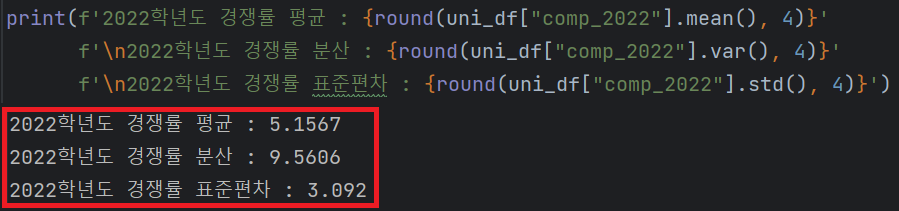 print(f'2022학년도 경쟁률 평균 : {round(uni_df["comp_2022"].mean(), 4)}'
f'\n2022학년도 경쟁률 분산 : {round(uni_df["comp_2022"].var(), 4)}'
f'\n2022학년도 경쟁률 표준편차 : {round(uni_df["comp_2022"].std(), 4)}')
2022학년도 경쟁률 평균 : 5.1567
2022학년도 경쟁률 분산 : 9.5606
2022학년도 경쟁률 표준편차 : 3.092